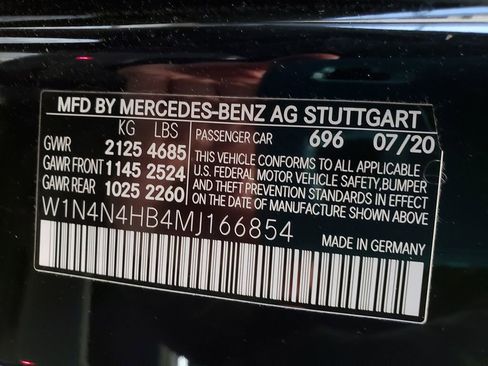 MFD BY MERCEDES-BENZ AG STUTTGART
KG LBS
GVWR 2125 4685
GAWR FRONT 1145 2524
GAWR REAR 1025 2260
PASSENGER CAR 696 07/20
THIS VEHICLE CONFORMS TO ALL APPLICABLE
U.S. FEDERAL MOTOR VEHICLE SAFETY, BUMPER
AND THEFT PREVENTION STANDARDS IN EFFECT
ON THE DATE OF MANUFACTURE SHOWN ABOVE.
W1N4N4HB4MJ166854
MADE IN GERMANY